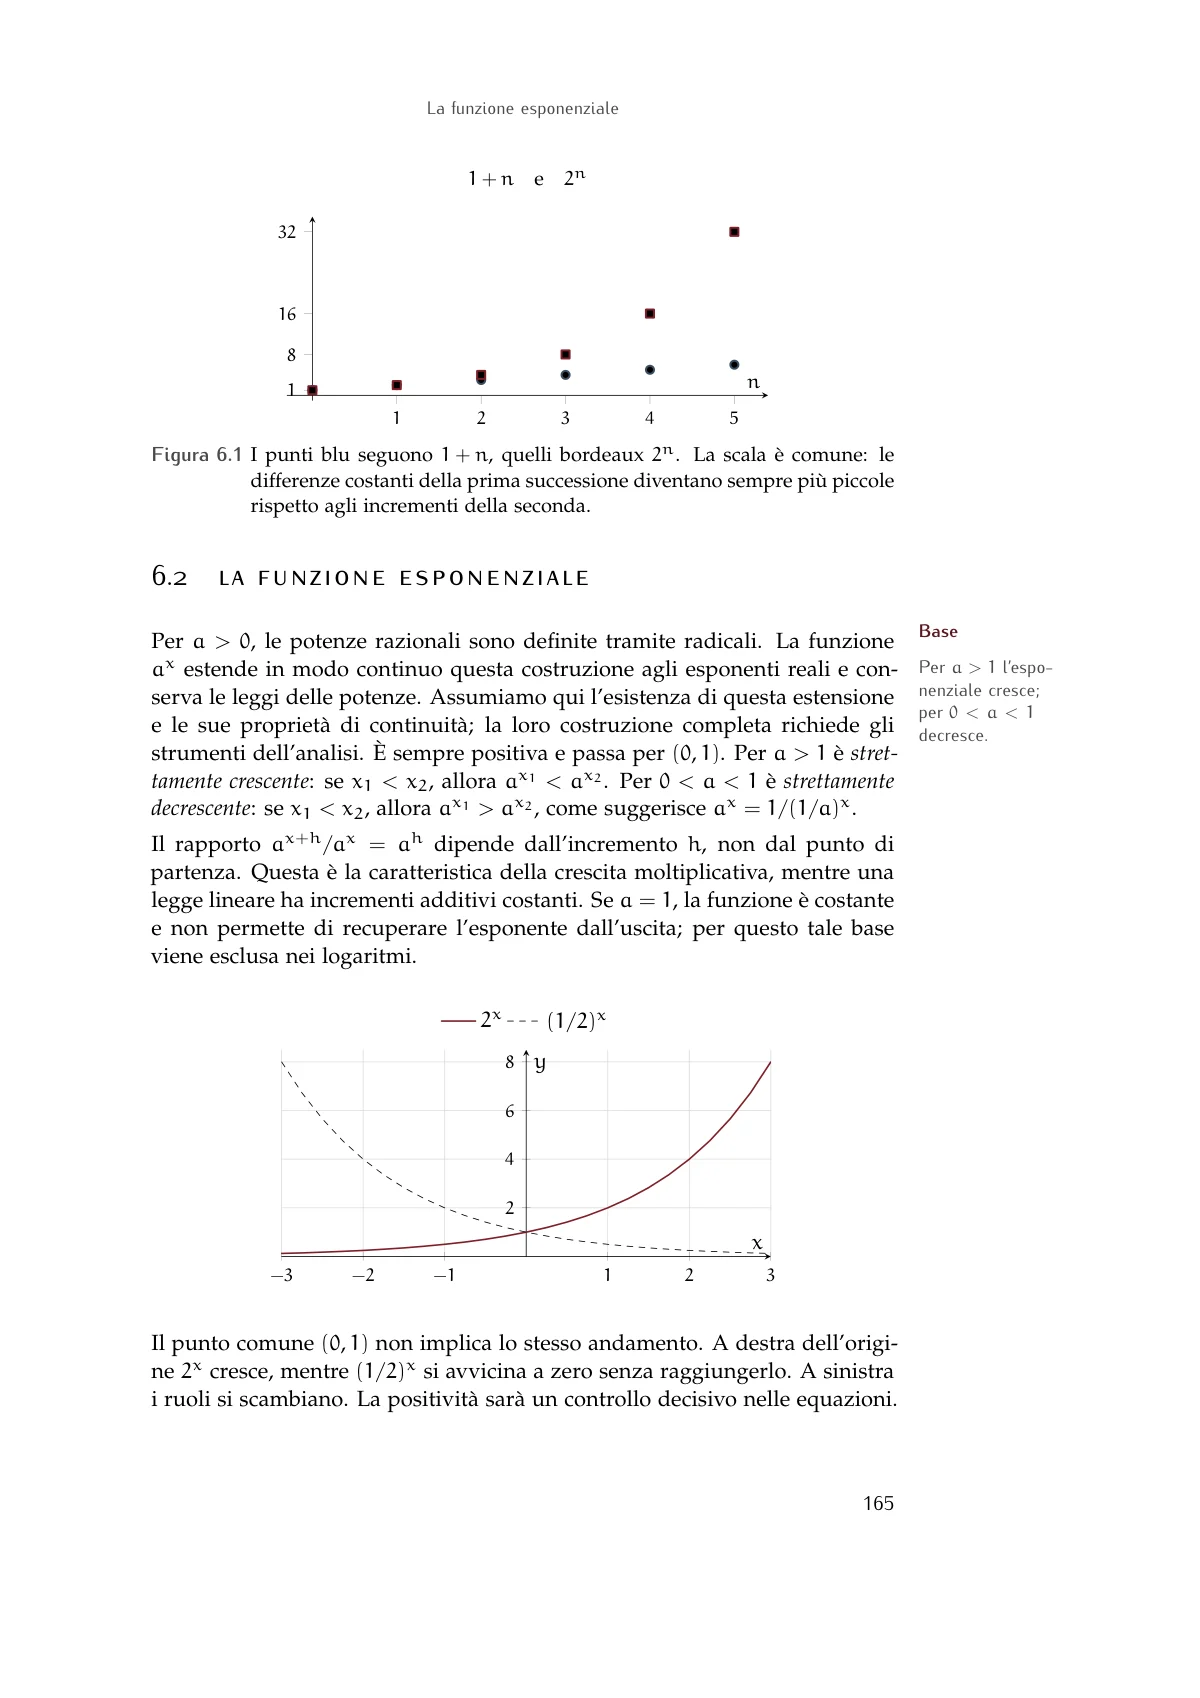 La funzione esponenziale
1 + n e 2ⁿ
32
16
8
1
n
1 2 3 4 5
Figura 6.1 I punti blu seguono 1 + n, quelli bordeaux 2ⁿ. La scala è comune: le
differenze costanti della prima successione diventano sempre più piccole
rispetto agli incrementi della seconda.
6.2 LA FUNZIONE ESPONENZIALE
Per a > 0, le potenze razionali sono definite tramite radicali. La funzione
aˣ estende in modo continuo questa costruzione agli esponenti reali e con-
serva le leggi delle potenze. Assumiamo qui l'esistenza di questa estensione
e le sue proprietà di continuità; la loro costruzione completa richiede gli
strumenti dell'analisi. È sempre positiva e passa per (0, 1). Per a > 1 è stret-
tamente crescente: se x₁ < x₂, allora a^{x₁} < a^{x₂}. Per 0 < a < 1 è strettamente
decrescente: se x₁ < x₂, allora a^{x₁} > a^{x₂}, come suggerisce aˣ = 1/(1/a)ˣ.
Base
Per a > 1 l'espo-
nenziale cresce;
per 0 < a < 1
decresce.
Il rapporto aˣ⁺ʰ/aˣ = aʰ dipende dall'incremento h, non dal punto di
partenza. Questa è la caratteristica della crescita moltiplicativa, mentre una
legge lineare ha incrementi additivi costanti. Se a = 1, la funzione è costante
e non permette di recuperare l'esponente dall'uscita; per questo tale base
viene esclusa nei logaritmi.
2ˣ (1/2)ˣ
8 y
6
4
2
x
−3 −2 −1 1 2 3
Il punto comune (0, 1) non implica lo stesso andamento. A destra dell'origi-
ne 2ˣ cresce, mentre (1/2)ˣ si avvicina a zero senza raggiungerlo. A sinistra
i ruoli si scambiano. La positività sarà un controllo decisivo nelle equazioni.
165